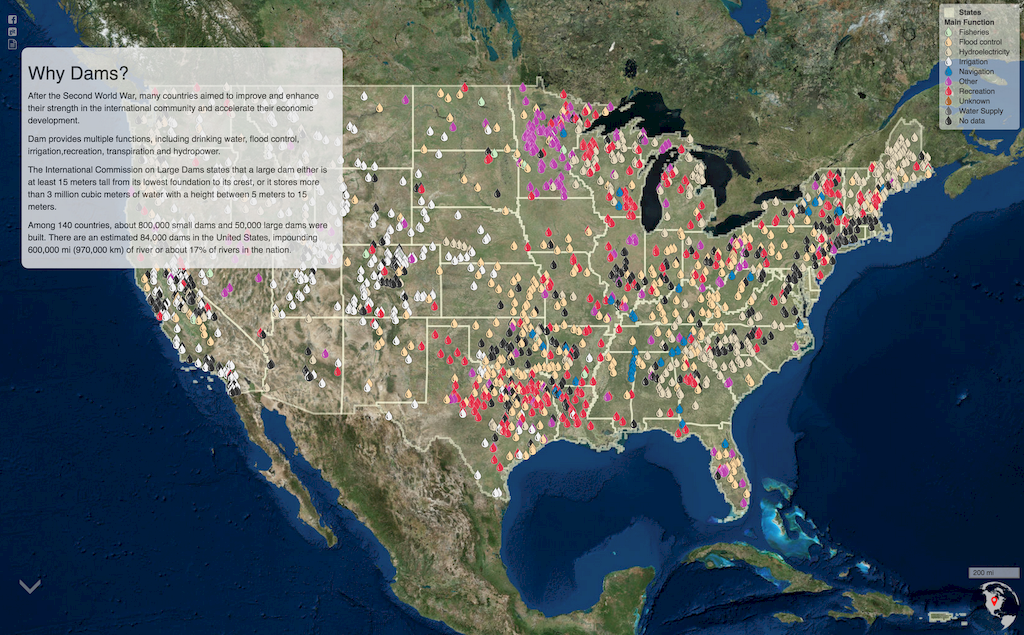 Why Dams?
After the Second World War, many countries aimed to improve and enhance
their strength in the international community and accelerate their economic
development.
Dam provides multiple functions, including drinking water, flood control,
irrigation,recreation, transpiration and hydropower.
The International Commission on Large Dams states that a large dam either is
at least 15 meters tall from its lowest foundation to its crest, or it stores more
than 3 million cubic meters of water with a height between 5 meters to 15
meters.
Among 140 countries, about 800,000 small dams and 50,000 large dams were
built. There are an estimated 84,000 dams in the United States, impounding
600,000 mi (970,000 km) of river or about 17% of rivers in the nation.
States
Main Function
Fisheries
Flood control
Hydroelectricity
Irrigation
Navigation
Other
Recreation
Unknown
Water Supply
No data
200 mi